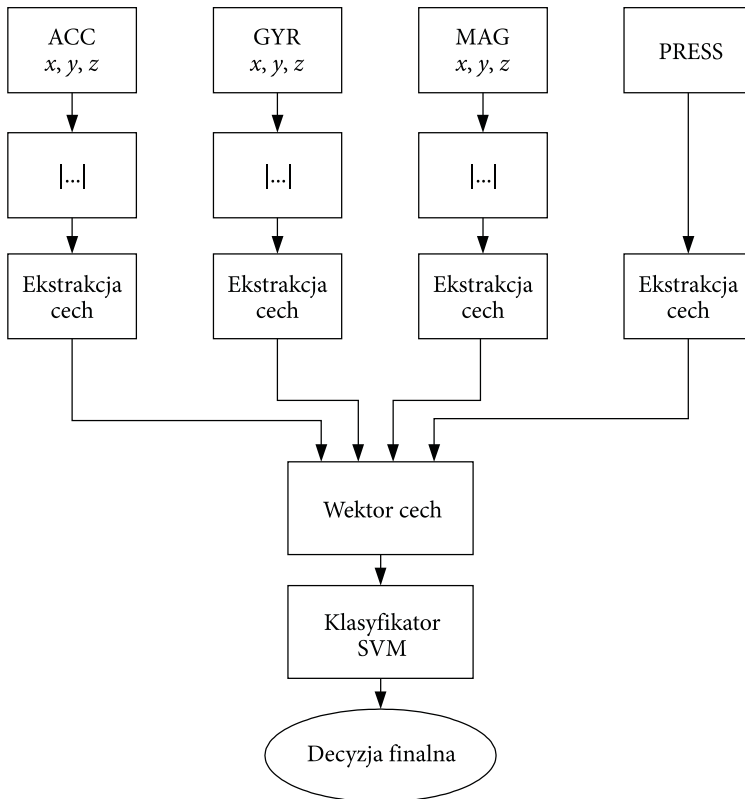 ACC
x, y, z
GYR
x, y, z
MAG
x, y, z
PRESS
|...|
|...|
|...|
Ekstrakcja
cech
Ekstrakcja
cech
Ekstrakcja
cech
Ekstrakcja
cech
Wektor cech
Klasyfikator
SVM
Decyzja finalna